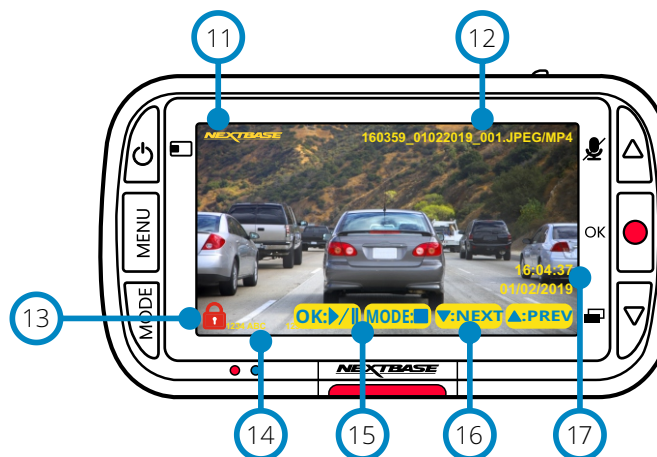 11
12
NEXTBASE
160359_01022019_001.JPEG/MP4
MENU
OK
16:04:37
01/02/2019
13
MODE
OK:▶/II
MODE:■
▼:NEXT
▲:PREV
NEXTBASE
14
15
16
17